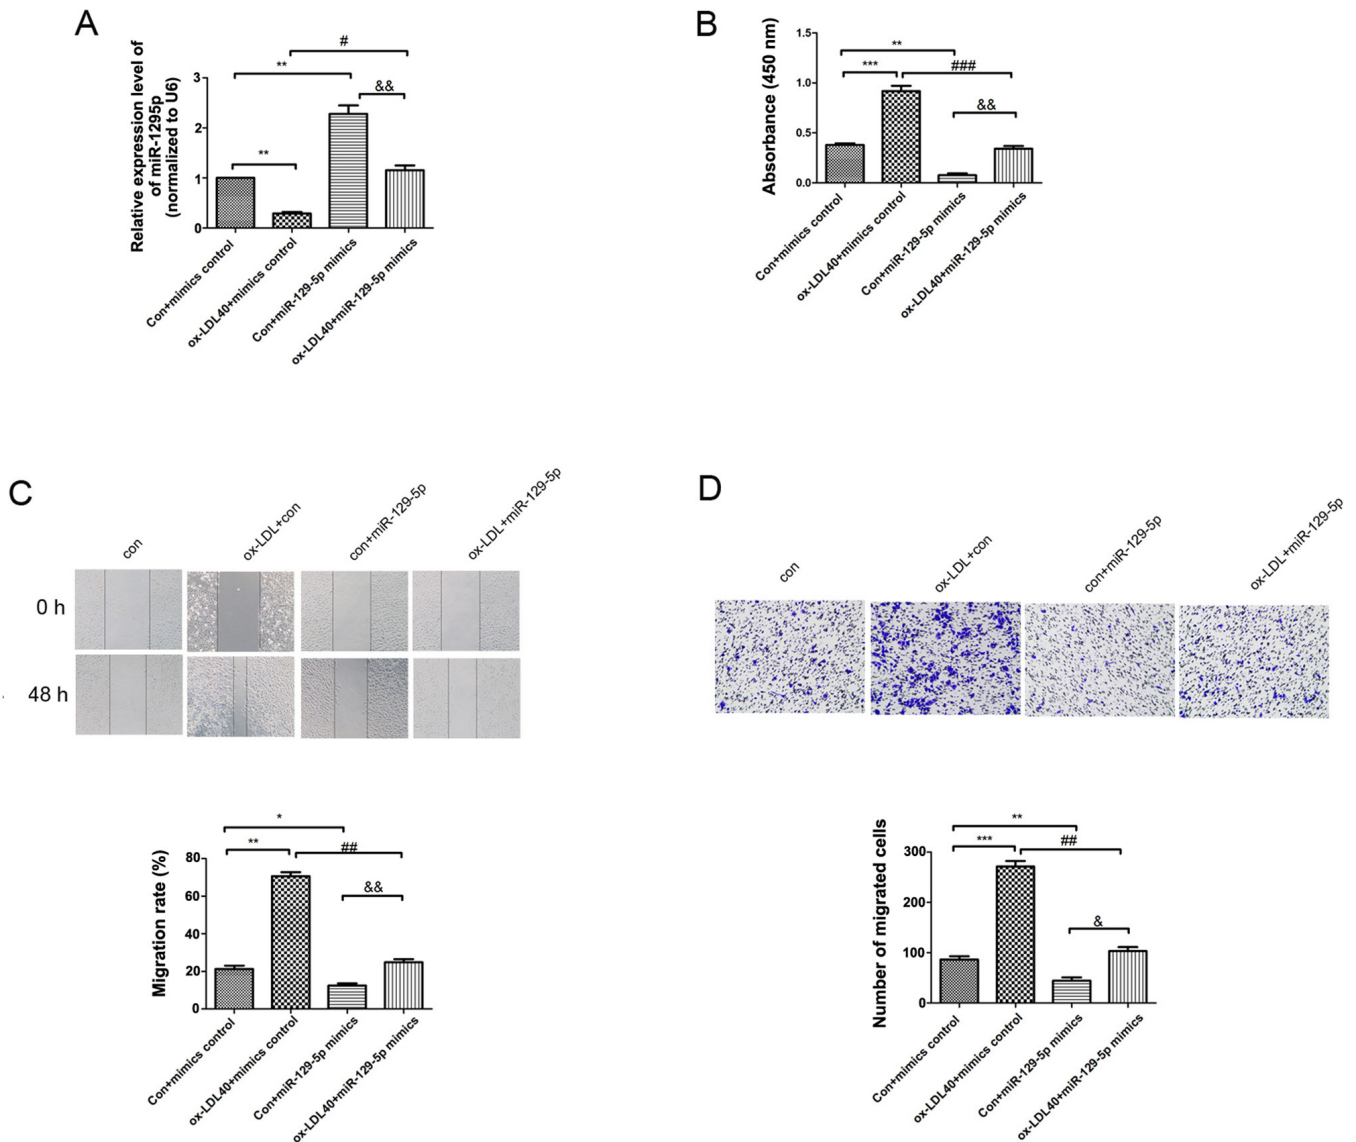 A
Relative expression level of
of miR-1295p
(normalized to U6)
3
2
1
0
#
**
&&
**
Con+mimics control
ox-LDL40+mimics control
Con+miR-129-5p mimics
ox-LDL40+miR-129-5p mimics
B
Absorbance (450 nm)
1.5
1.0
0.5
0.0
**
***
###
&&
Con+mimics control
ox-LDL40+mimics control
Con+miR-129-5p mimics
ox-LDL40+miR-129-5p mimics
C
con
ox-LDL+con
con+miR-129-5p
ox-LDL+miR-129-5p
0 h
48 h
Migration rate (%)
80
60
40
20
0
*
**
##
&&
Con+mimics control
ox-LDL40+mimics control
Con+miR-129-5p mimics
ox-LDL40+miR-129-5p mimics
D
con
ox-LDL+con
con+miR-129-5p
ox-LDL+miR-129-5p
Number of migrated cells
300
200
100
0
**
***
##
&
Con+mimics control
ox-LDL40+mimics control
Con+miR-129-5p mimics
ox-LDL40+miR-129-5p mimics